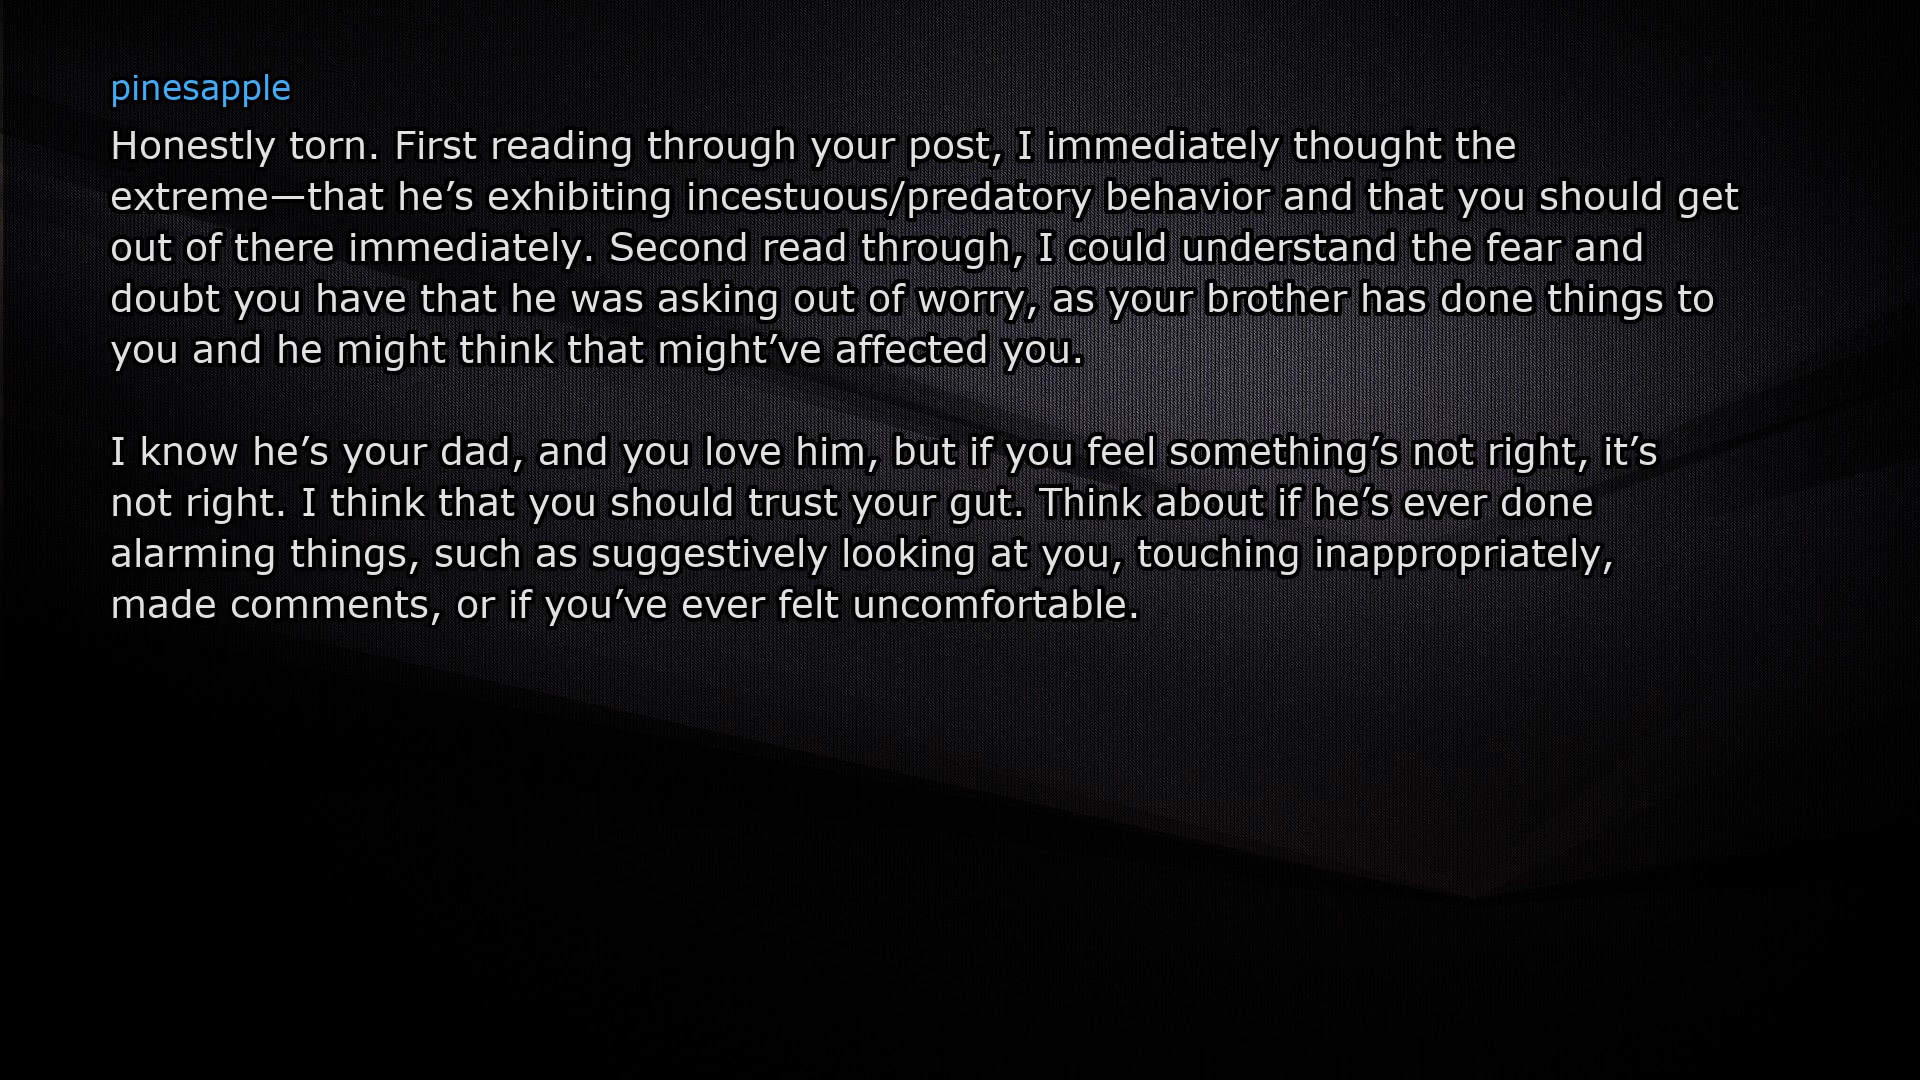 pinesapple
Honestly torn. First reading through your post, I immediately thought the
extreme—that he’s exhibiting incestuous/predatory behavior and that you should get
out of there immediately. Second read through, I could understand the fear and
doubt you have that he was asking out of worry, as your brother has done things to
you and he might think that might’ve affected you.
I know he’s your dad, and you love him, but if you feel something’s not right, it’s
not right. I think that you should trust your gut. Think about if he’s ever done
alarming things, such as suggestively looking at you, touching inappropriately,
made comments, or if you’ve ever felt uncomfortable.